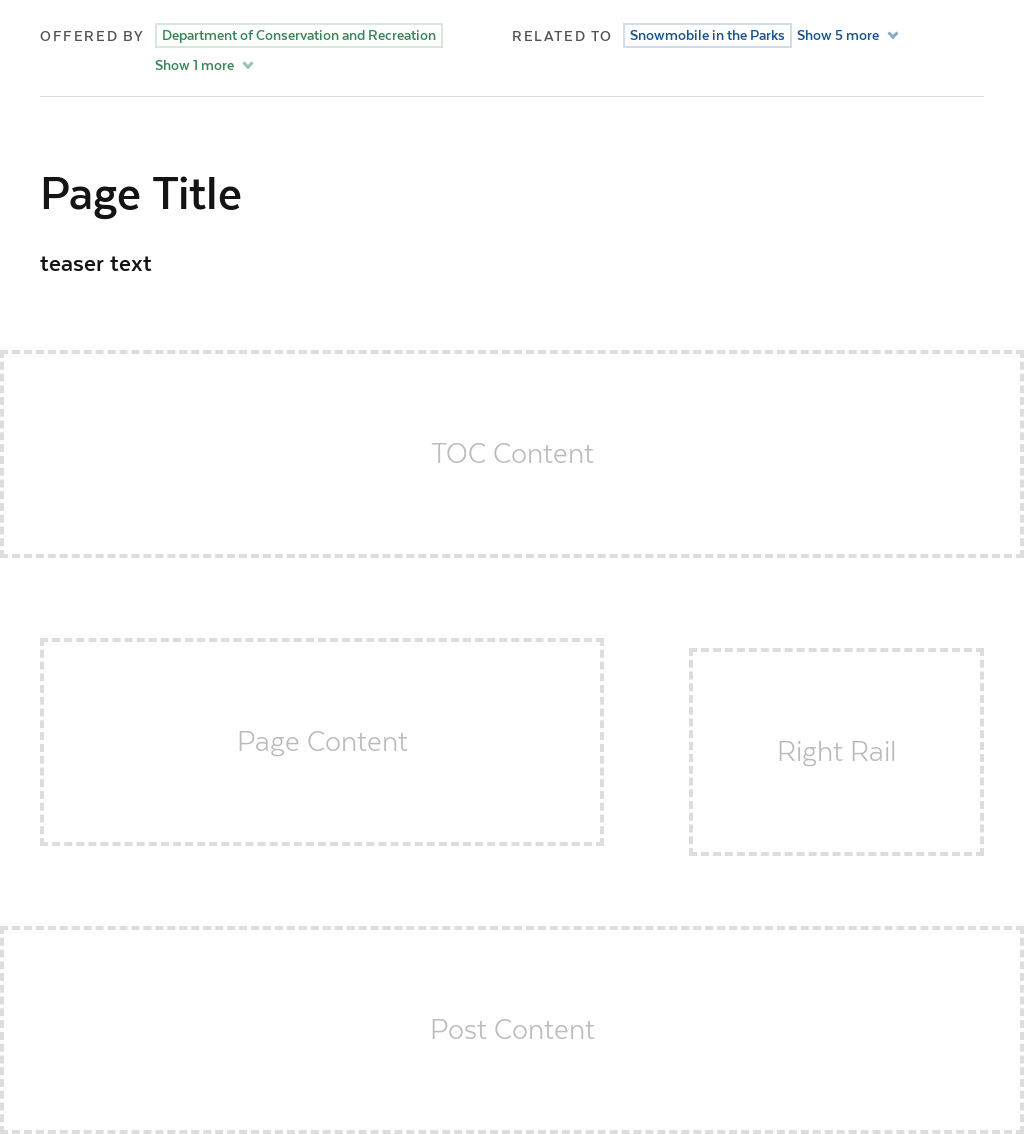 OFFERED BY Department of Conservation and Recreation
Show 1 more
RELATED TO Snowmobile in the Parks Show 5 more
Page Title
teaser text
TOC Content
Page Content
Right Rail
Post Content